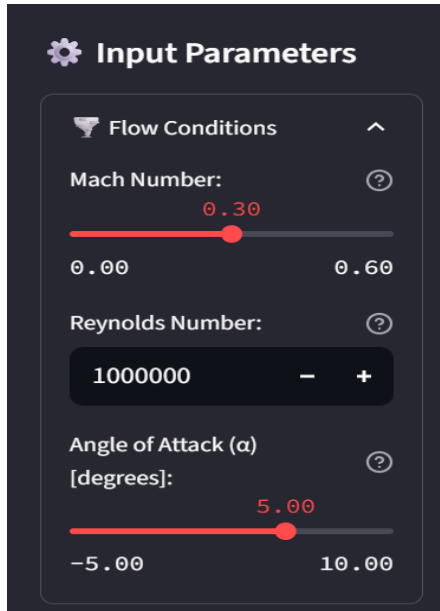 Input Parameters
Flow Conditions
Mach Number:
0.30
0.00 0.60
Reynolds Number:
1000000 − +
Angle of Attack (α)
[degrees]:
5.00
−5.00 10.00